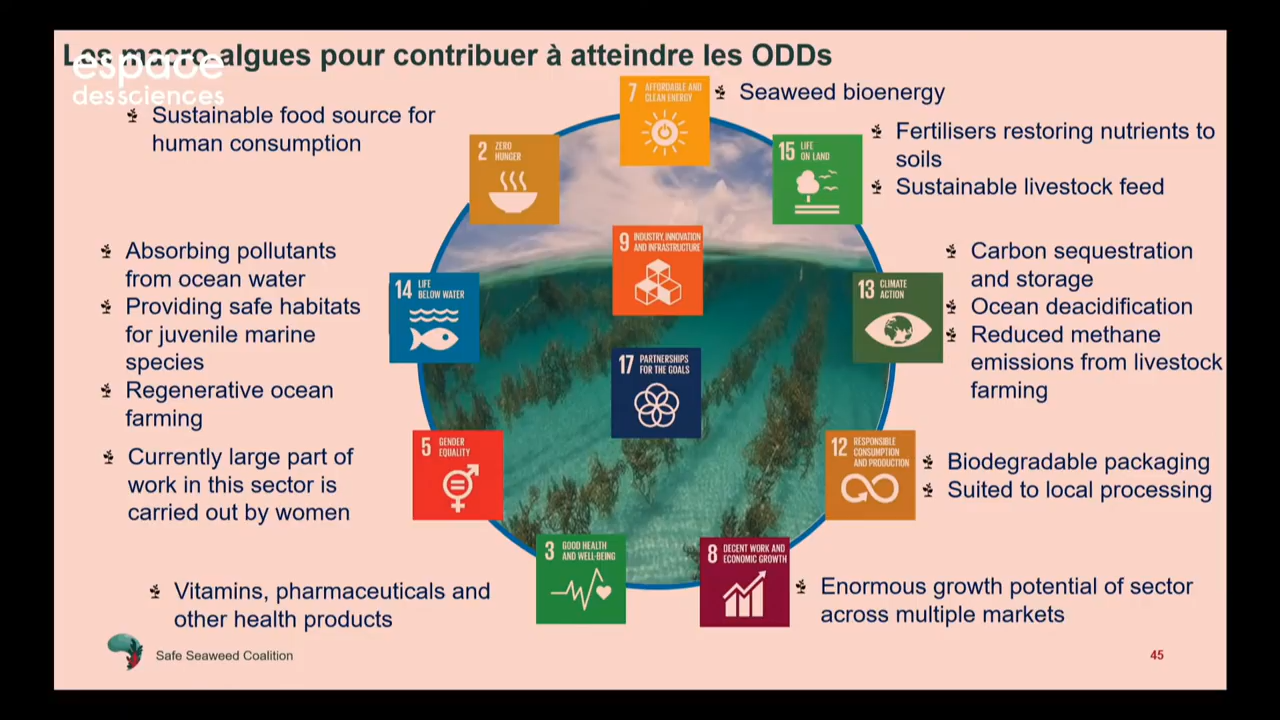 Les macro-algues pour contribuer à atteindre les ODDs
espace
des sciences
Sustainable food source for
human consumption
2 ZERO
HUNGER
7 AFFORDABLE AND
CLEAN ENERGY
Seaweed bioenergy
15 LIFE
ON LAND
Fertilisers restoring nutrients to
soils
Sustainable livestock feed
9 INDUSTRY, INNOVATION
AND INFRASTRUCTURE
Absorbing pollutants
from ocean water
Providing safe habitats
for juvenile marine
species
Regenerative ocean
farming
14 LIFE
BELOW WATER
13 CLIMATE
ACTION
Carbon sequestration
and storage
Ocean deacidification
Reduced methane
emissions from livestock
farming
17 PARTNERSHIPS
FOR THE GOALS
Currently large part of
work in this sector is
carried out by women
5 GENDER
EQUALITY
12 RESPONSIBLE
CONSUMPTION
AND PRODUCTION
Biodegradable packaging
Suited to local processing
Vitamins, pharmaceuticals and
other health products
3 GOOD HEALTH
AND WELL-BEING
8 DECENT WORK AND
ECONOMIC GROWTH
Enormous growth potential of sector
across multiple markets
Safe Seaweed Coalition
45